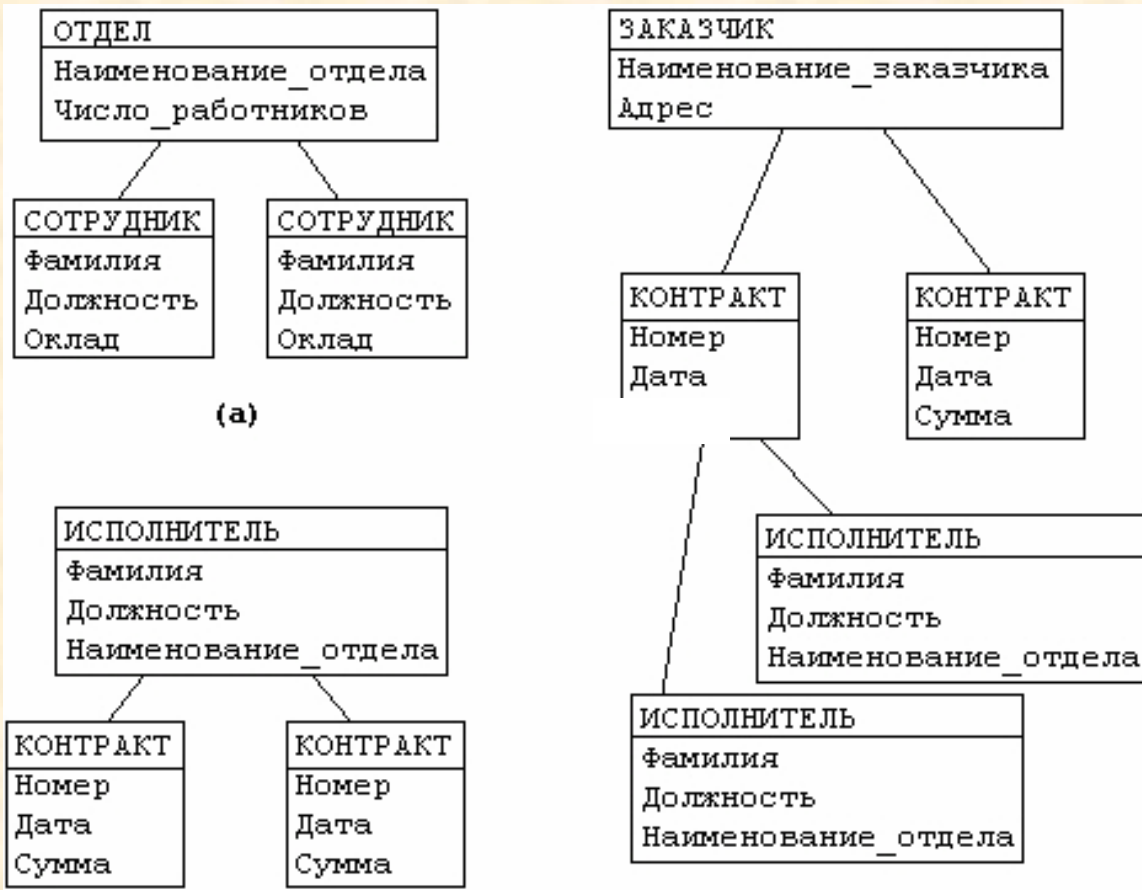 ОТДЕЛ
Наименование_отдела
Число_работников
СОТРУДНИК
Фамилия
Должность
Оклад
СОТРУДНИК
Фамилия
Должность
Оклад
(а)
ЗАКАЗЧИК
Наименование_заказчика
Адрес
КОНТРАКТ
Номер
Дата
КОНТРАКТ
Номер
Дата
Сумма
ИСПОЛНИТЕЛЬ
Фамилия
Должность
Наименование_отдела
ИСПОЛНИТЕЛЬ
Фамилия
Должность
Наименование_отдела
ИСПОЛНИТЕЛЬ
Фамилия
Должность
Наименование_отдела
КОНТРАКТ
Номер
Дата
Сумма
КОНТРАКТ
Номер
Дата
Сумма